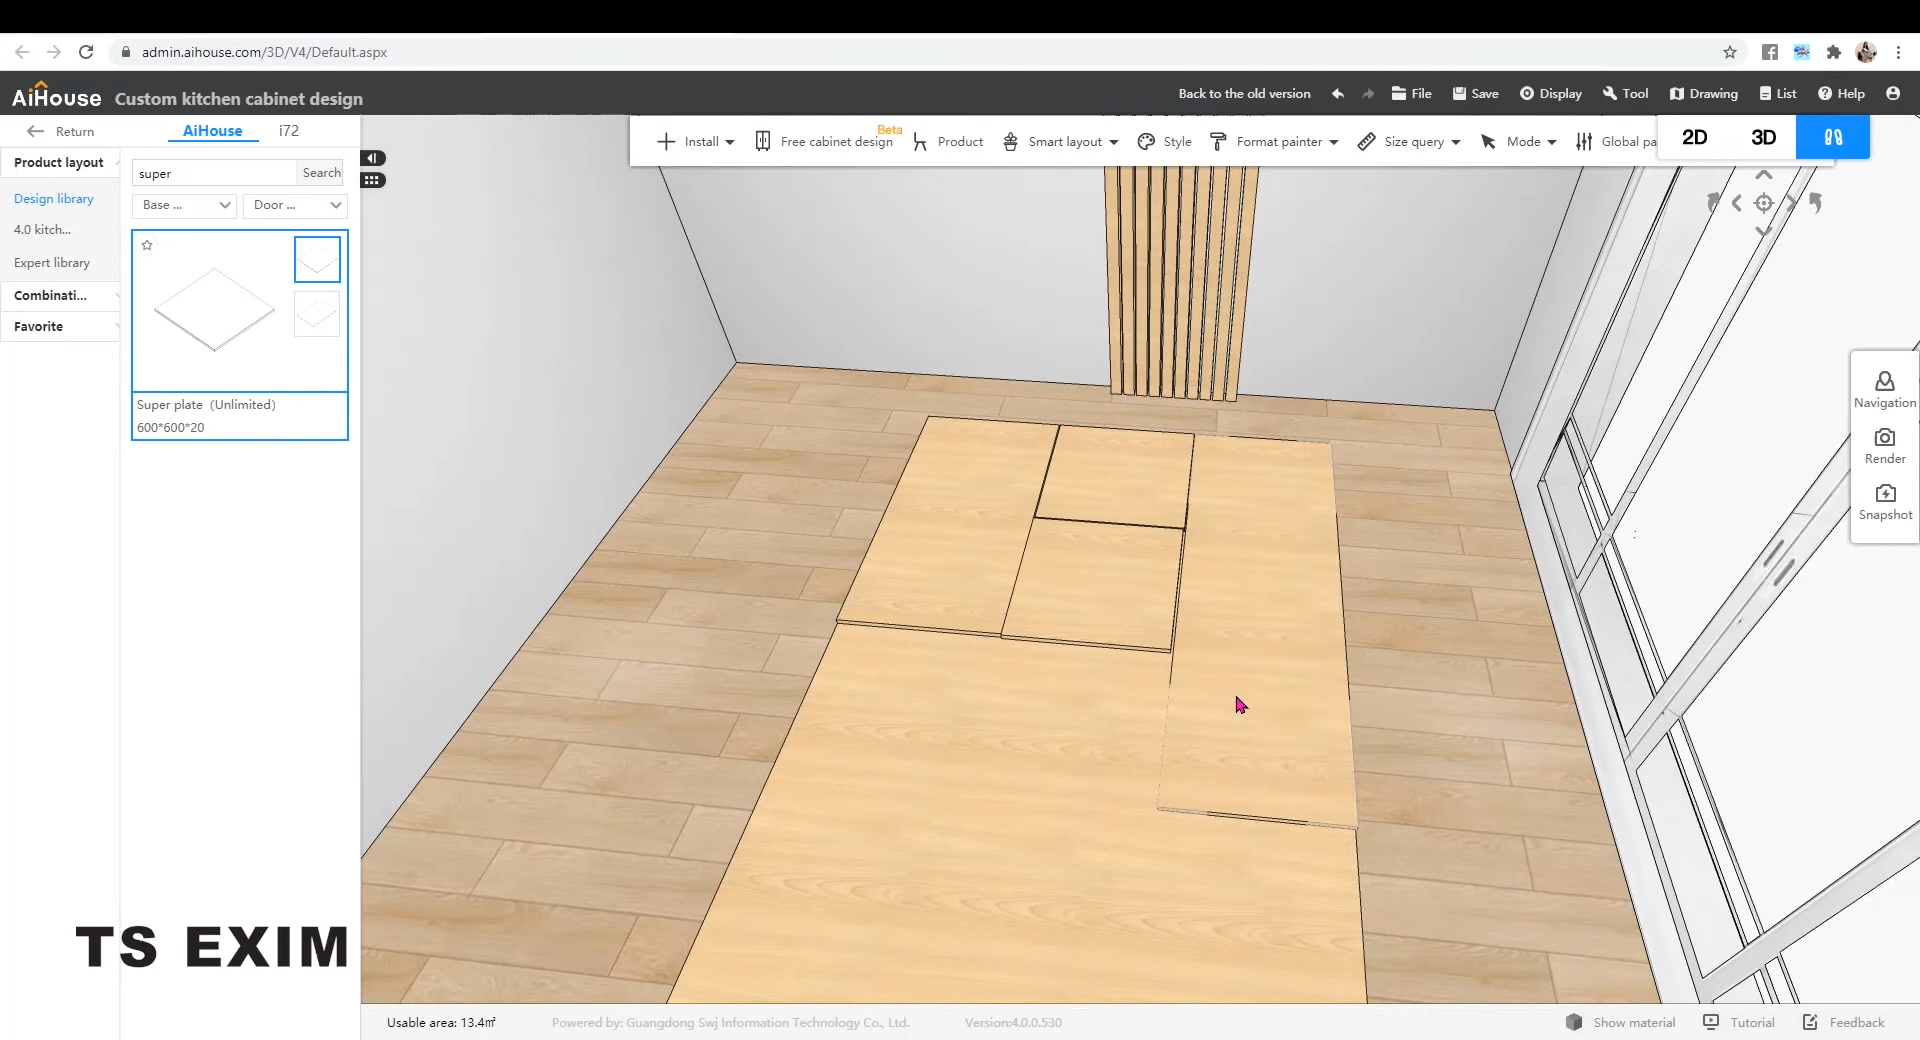 admin.aihouse.com/3D/V4/Default.aspx
AiHouse Custom kitchen cabinet design
Back to the old version File Save Display Tool Drawing List Help
Return AiHouse i72
Install Free cabinet design Beta Product Smart layout Style Format painter Size query Mode Global pa 2D 3D
Product layout
super Search
Design library
Base ... Door ...
4.0 kitch...
Expert library
Combinati...
Favorite
Super plate (Unlimited)
600*600*20
Navigation
Render
Snapshot
TS EXIM
Usable area: 13.4㎡ Powered by: Guangdong Swj Information Technology Co., Ltd. Version:4.0.0.530 Show material Tutorial Feedback